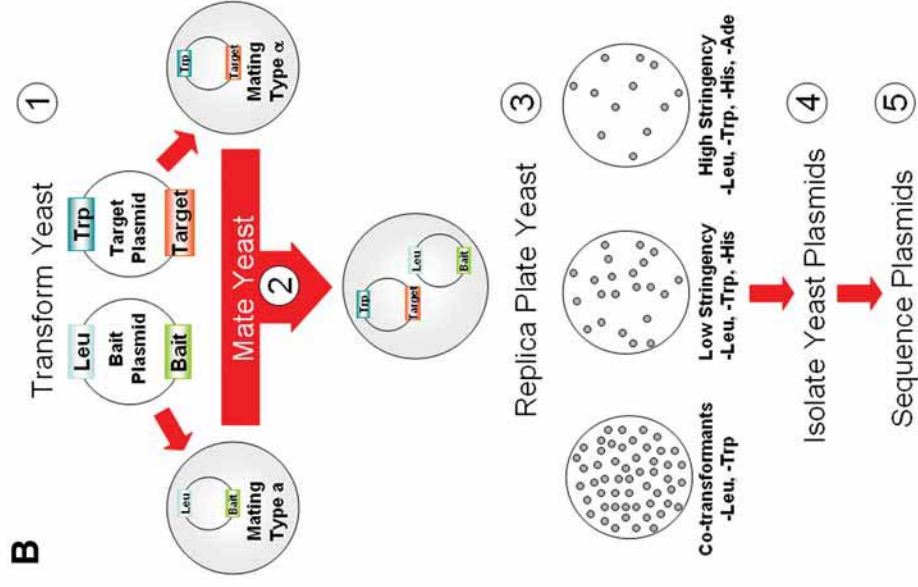 B
Transform Yeast
1
Leu
Bait
Plasmid
Bait
Trp
Target
Plasmid
Target
Leu
Bait
Mating
Type a
Mate Yeast
2
Trp
Target
Mating
Type α
Trp
Target
Leu
Bait
Replica Plate Yeast
3
Co-transformants
-Leu, -Trp
Low Stringency
-Leu, -Trp, -His
High Stringency
-Leu, -Trp, -His, -Ade
Isolate Yeast Plasmids
4
Sequence Plasmids
5